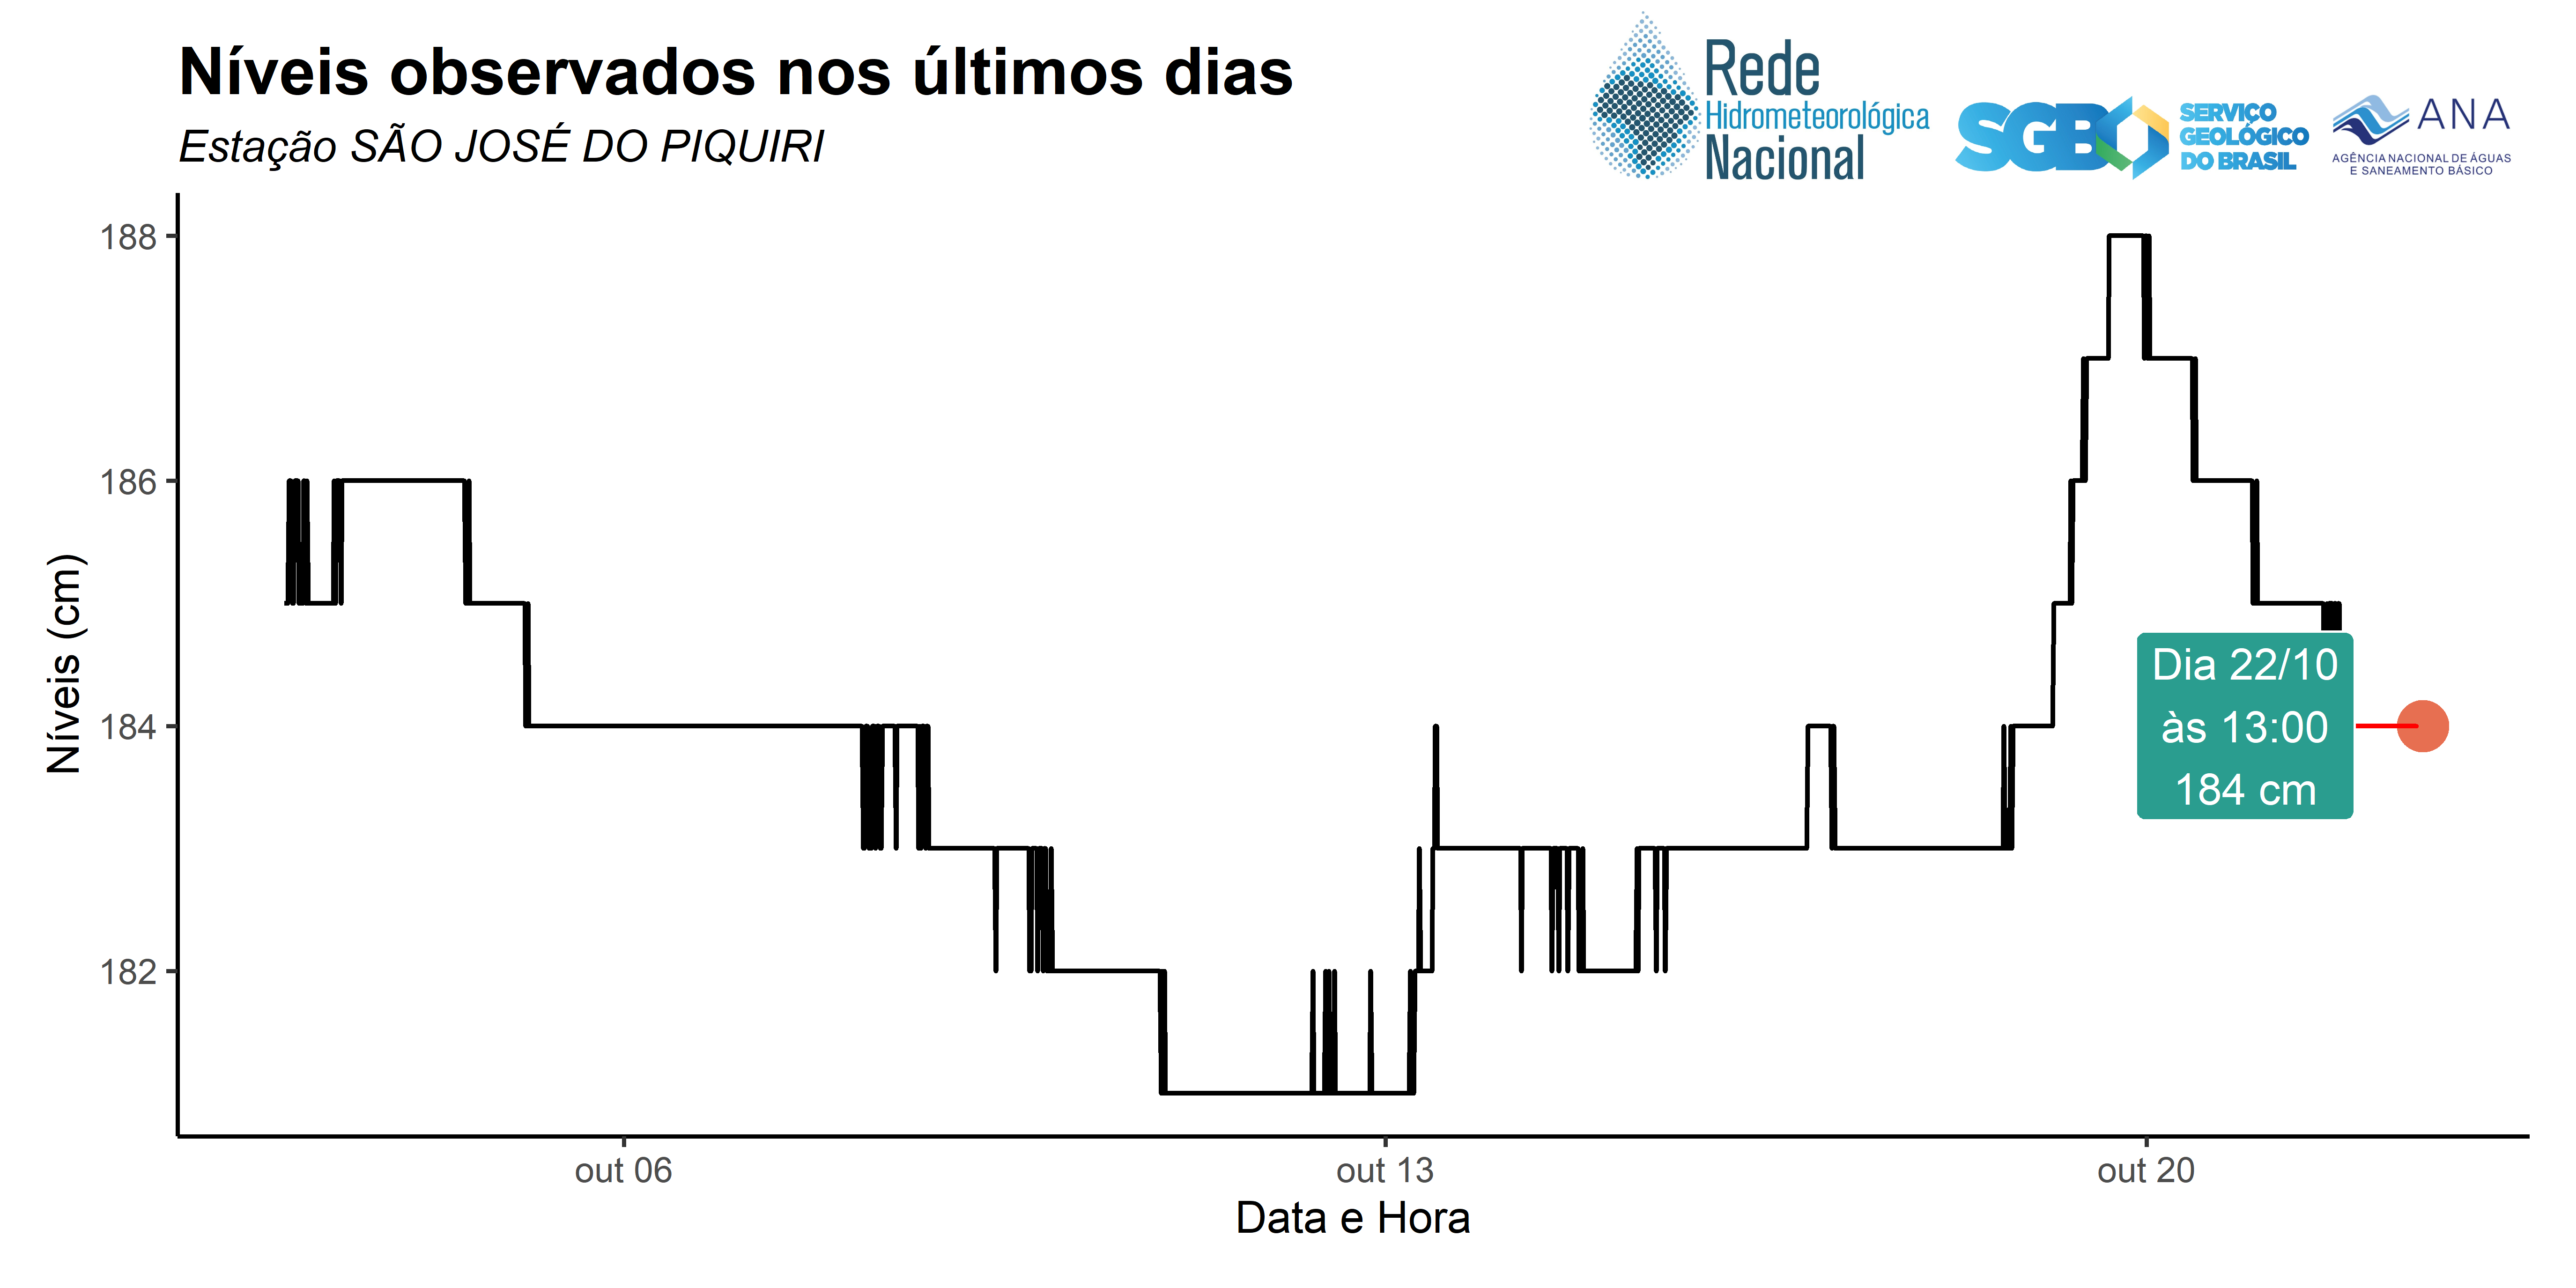 Níveis observados nos últimos dias
Estação SÃO JOSÉ DO PIQUIRI
Rede
Hidrometeorológica
Nacional
SGB
SERVIÇO
GEOLÓGICO
DO BRASIL
ANA
AGÊNCIA NACIONAL DE ÁGUAS
E SANEAMENTO BÁSICO
Níveis (cm)
188
186
184
182
Dia 22/10
às 13:00
184 cm
out 06
out 13
out 20
Data e Hora